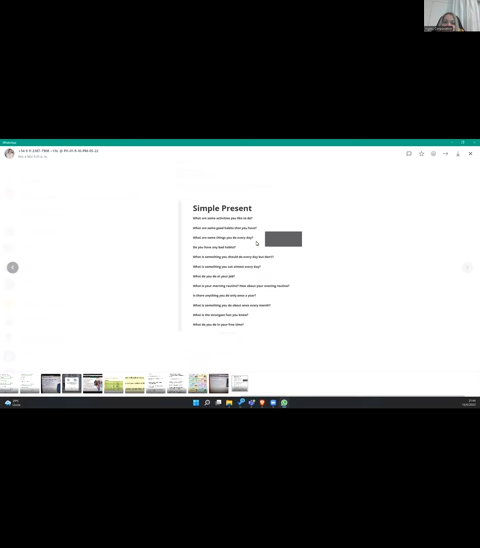 WhatsApp
Simple Present
What are some activities you like to do?
What are some good habits that you have?
What are some things you do every day?
Do you have any bad habits?
What is something you should do every day but don't?
What is something you eat almost every day?
What do you do at your job?
What is your morning routine? How about your evening routine?
Is there anything you do only once a year?
What is something you do about once every month?
What is the strangest fact you know?
What do you do in your free time?